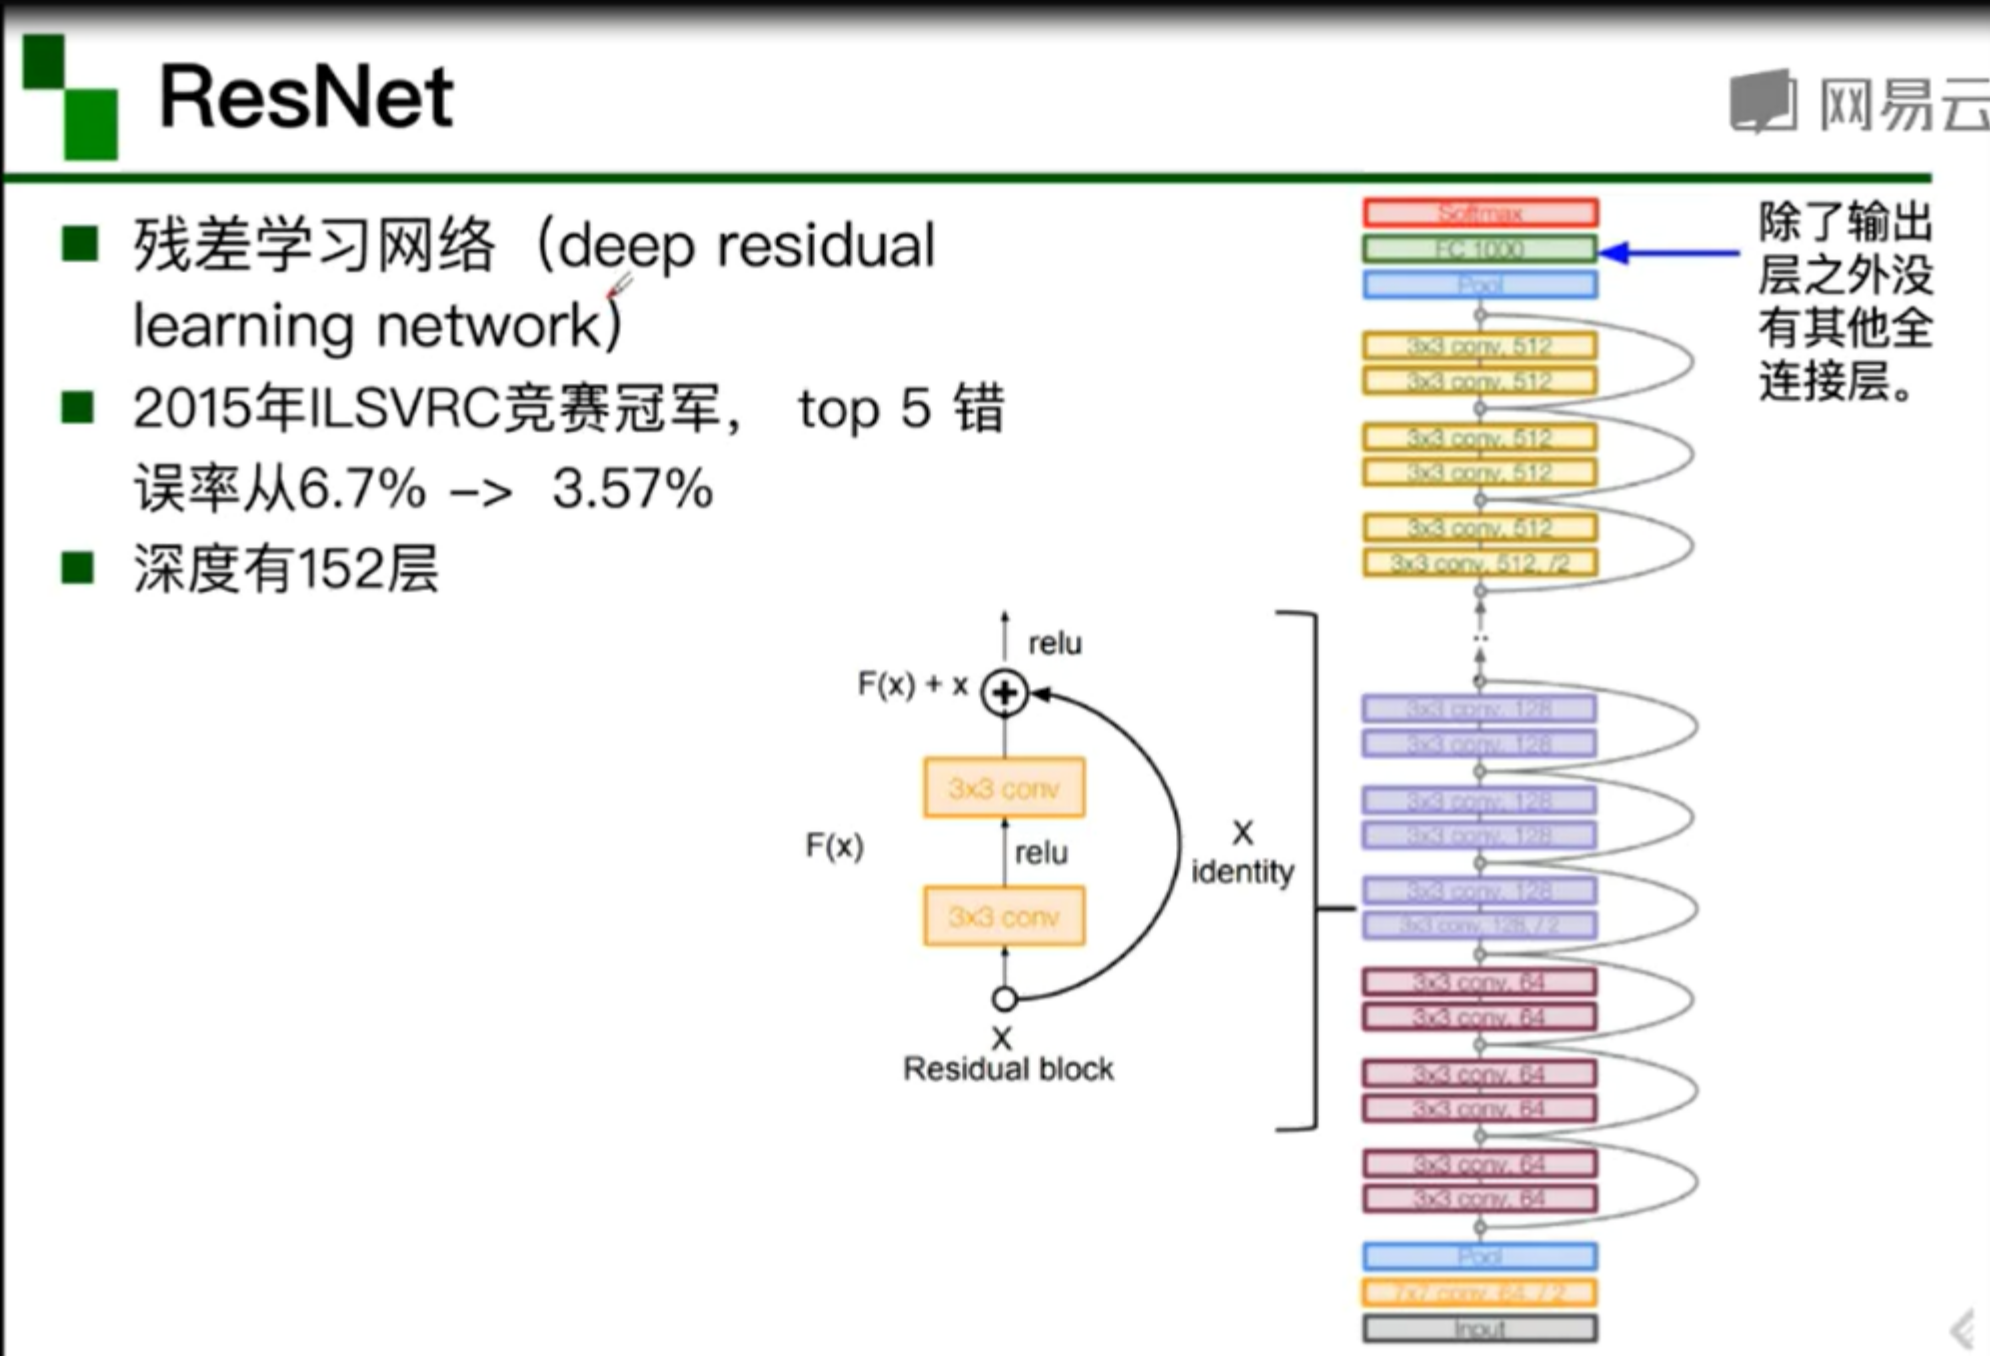 ResNet
网易云
残差学习网络（deep residual
learning network）
2015年ILSVRC竞赛冠军， top 5 错
误率从6.7% –> 3.57%
深度有152层
relu
F(x) + x
3x3 conv
F(x)
relu
X
identity
3x3 conv
X
Residual block
Softmax
FC 1000
Pool
3x3 conv, 512
3x3 conv, 512
3x3 conv, 512
3x3 conv, 512
3x3 conv, 512
3x3 conv, 512, /2
..
3x3 conv, 128
3x3 conv, 128
3x3 conv, 128
3x3 conv, 128
3x3 conv, 128
3x3 conv, 128, / 2
3x3 conv, 64
3x3 conv, 64
3x3 conv, 64
3x3 conv, 64
3x3 conv, 64
3x3 conv, 64
Pool
7x7 conv, 64, / 2
Input
除了输出
层之外没
有其他全
连接层。